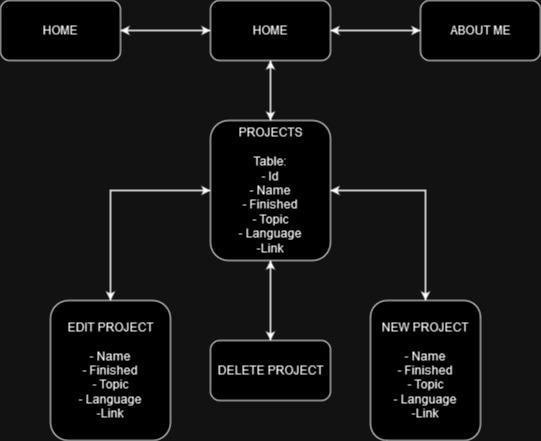 HOME
HOME
ABOUT ME
PROJECTS
Table:
- Id
- Name
- Finished
- Topic
- Language
-Link
EDIT PROJECT
- Name
- Finished
- Topic
- Language
-Link
DELETE PROJECT
NEW PROJECT
- Name
- Finished
- Topic
- Language
-Link